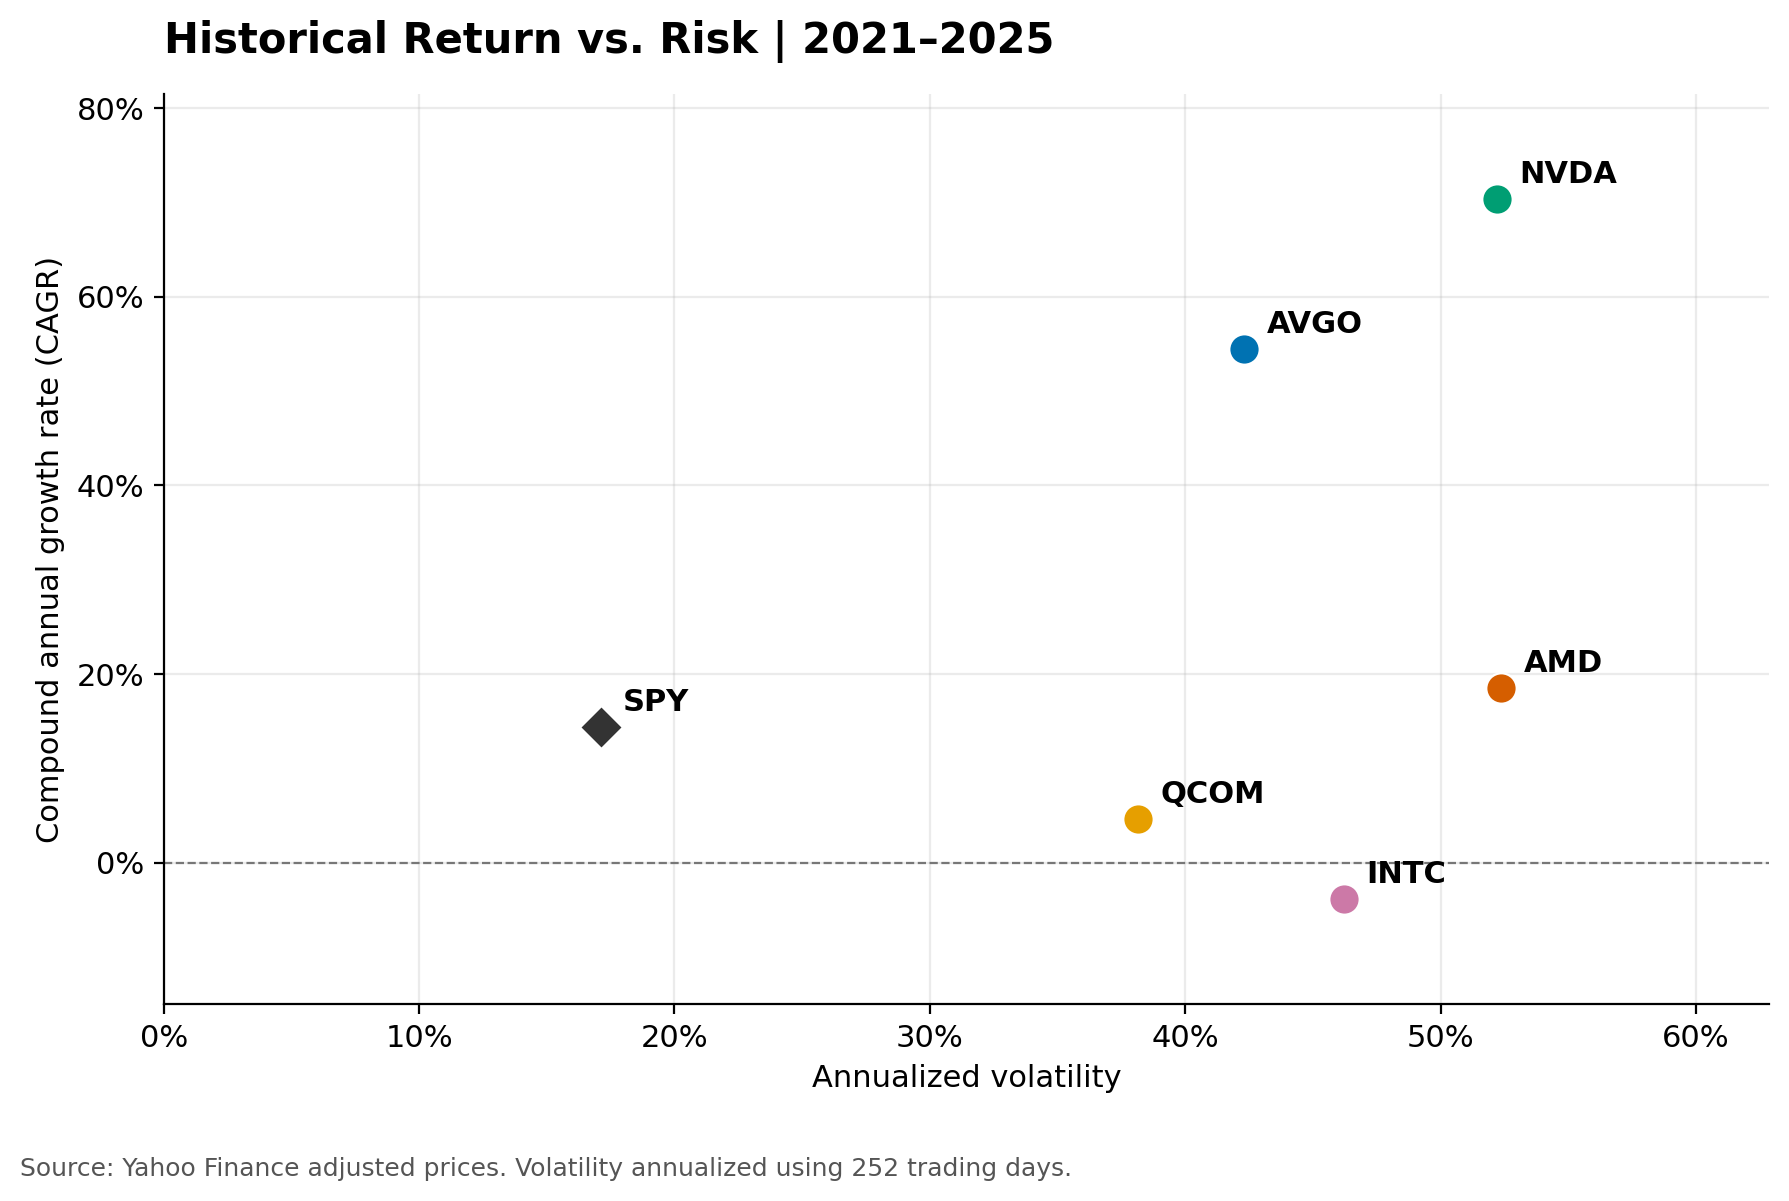 Historical Return vs. Risk | 2021–2025
80%
60%
40%
20%
0%
Compound annual growth rate (CAGR)
NVDA
AVGO
AMD
SPY
QCOM
INTC
0%
10%
20%
30%
40%
50%
60%
Annualized volatility
Source: Yahoo Finance adjusted prices. Volatility annualized using 252 trading days.